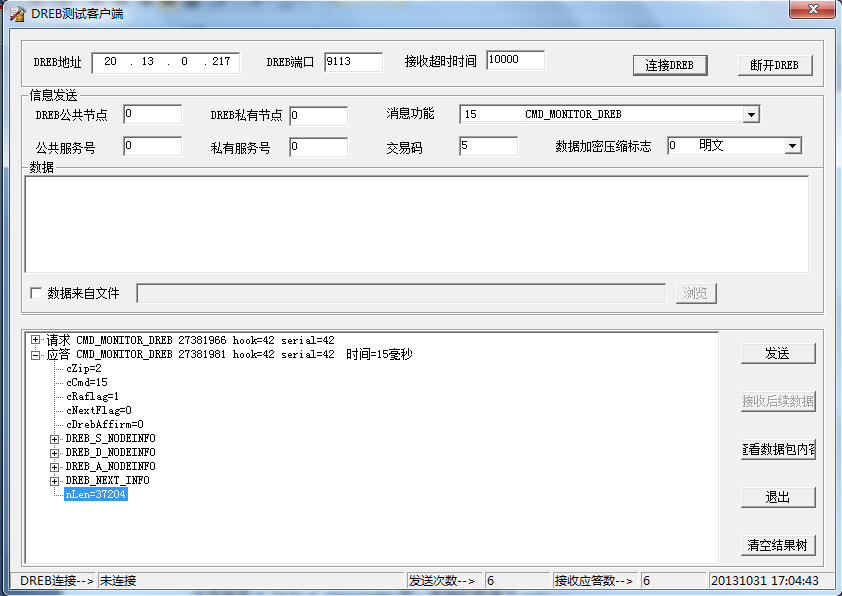 DREB测试客户端
DREB地址 20 . 13 . 0 . 217 DREB端口 9113 接收超时时间 10000 连接DREB 断开DREB
信息发送
DREB公共节点 0 DREB私有节点 0 消息功能 15 CMD_MONITOR_DREB
公共服务号 0 私有服务号 0 交易码 5 数据加密压缩标志 0 明文
数据
数据来自文件 浏览
请求 CMD_MONITOR_DREB 27381966 hook=42 serial=42
应答 CMD_MONITOR_DREB 27381981 hook=42 serial=42 时间=15毫秒
cZip=2
cCmd=15
cRaflag=1
cNextFlag=0
cDrebAffirm=0
DREB_S_NODEINFO
DREB_D_NODEINFO
DREB_A_NODEINFO
DREB_NEXT_INFO
nLen=37204
发送
接收后续数据
查看数据包内容
退出
清空结果树
DREB连接--> 未连接 发送次数--> 6 接收应答数--> 6 20131031 17:04:43